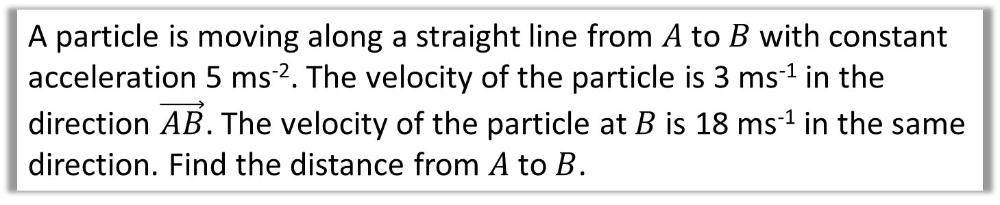 A particle is moving along a straight line from A to B with constant
acceleration 5 ms⁻². The velocity of the particle is 3 ms⁻¹ in the
direction \overrightarrow{AB}. The velocity of the particle at B is 18 ms⁻¹ in the same
direction. Find the distance from A to B.